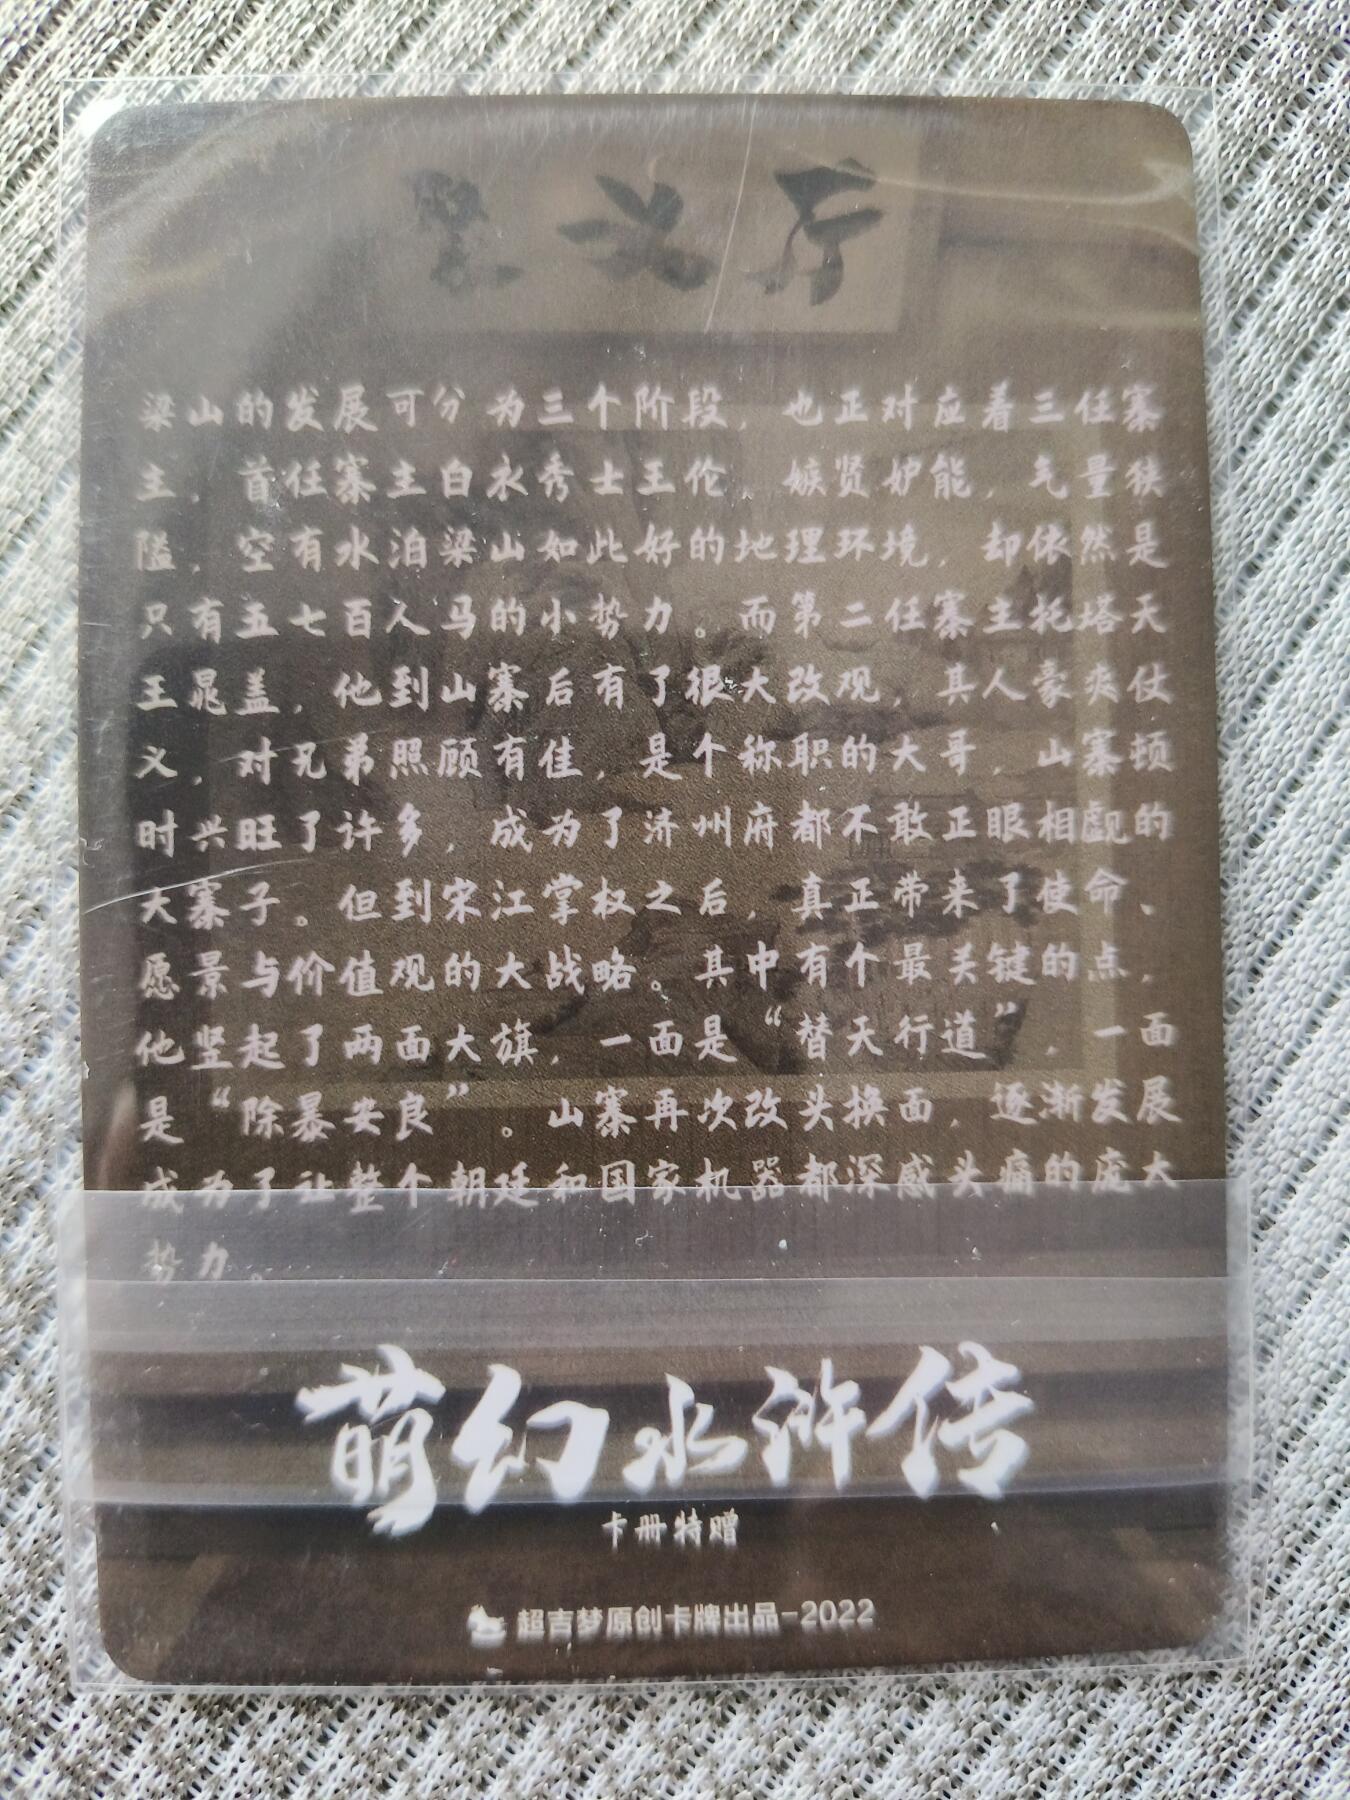 聚义厅
梁山的发展可分为三个阶段，也正对应着三任寨
主，首任寨主白衣秀士王伦，嫉贤妒能，气量狭
隘，空有水泊梁山如此好的地理环境，却依然是
只有五七百人马的小势力。而第二任寨主托塔天
王晁盖，他到山寨后有了很大改观，其人豪爽仗
义，对兄弟照顾有佳，是个称职的大哥，山寨顿
时兴旺了许多，成为了济州府都不敢正眼相觑的
大寨子。但到宋江掌权之后，真正带来了使命、
愿景与价值观的大战略。其中有个最关键的点，
他竖起了两面大旗，一面是“替天行道”，一面
是“除暴安良”。山寨再次改头换面，逐渐发展
成为了让整个朝廷和国家机器都深感头痛的庞大
势力。
萌幻水浒传
卡册特赠
超吉梦原创卡牌出品-2022